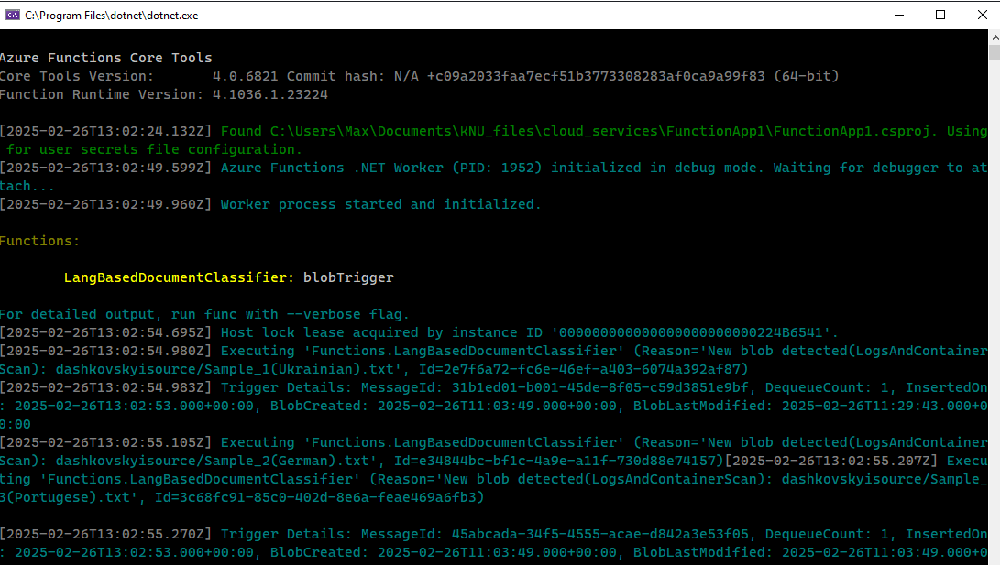 C:\Program Files\dotnet\dotnet.exe
Azure Functions Core Tools
Core Tools Version:       4.0.6821 Commit hash: N/A +c09a2033faa7ecf51b3773308283af0ca9a99f83 (64-bit)
Function Runtime Version: 4.1036.1.23224
[2025-02-26T13:02:24.132Z] Found C:\Users\Max\Documents\KNU_files\cloud_services\FunctionApp1\FunctionApp1.csproj. Using
 for user secrets file configuration.
[2025-02-26T13:02:49.599Z] Azure Functions .NET Worker (PID: 1952) initialized in debug mode. Waiting for debugger to at
tach...
[2025-02-26T13:02:49.960Z] Worker process started and initialized.
Functions:
        LangBasedDocumentClassifier: blobTrigger
For detailed output, run func with --verbose flag.
[2025-02-26T13:02:54.695Z] Host lock lease acquired by instance ID '000000000000000000000000224B6541'.
[2025-02-26T13:02:54.980Z] Executing 'Functions.LangBasedDocumentClassifier' (Reason='New blob detected(LogsAndContainer
Scan): dashkovskyisource/Sample_1(Ukrainian).txt', Id=2e7f6a72-fc6e-46ef-a403-6074a392af87)
[2025-02-26T13:02:54.983Z] Trigger Details: MessageId: 31b1ed01-b001-45de-8f05-c59d3851e9bf, DequeueCount: 1, InsertedOn
: 2025-02-26T13:02:53.000+00:00, BlobCreated: 2025-02-26T11:03:49.000+00:00, BlobLastModified: 2025-02-26T11:29:43.000+0
0:00
[2025-02-26T13:02:55.105Z] Executing 'Functions.LangBasedDocumentClassifier' (Reason='New blob detected(LogsAndContainer
Scan): dashkovskyisource/Sample_2(German).txt', Id=e34844bc-bf1c-4a9e-a11f-730d88e74157)[2025-02-26T13:02:55.207Z] Execu
ting 'Functions.LangBasedDocumentClassifier' (Reason='New blob detected(LogsAndContainerScan): dashkovskyisource/Sample_
3(Portugese).txt', Id=3c68fc91-85c0-402d-8e6a-feae469a6fb3)
[2025-02-26T13:02:55.270Z] Trigger Details: MessageId: 45abcada-34f5-4555-acae-d842a3e53f05, DequeueCount: 1, InsertedOn
: 2025-02-26T13:02:53.000+00:00, BlobCreated: 2025-02-26T11:03:49.000+00:00, BlobLastModified: 2025-02-26T11:03:49.000+0